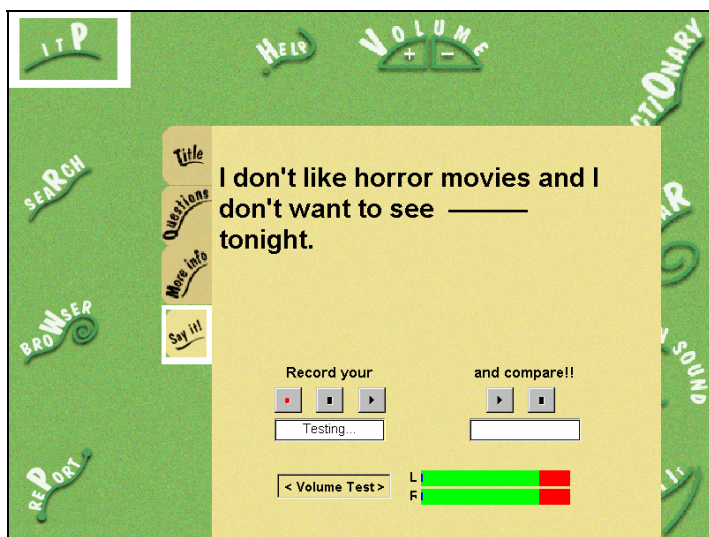 ITP
HELP
VOLUME
+ −
SEARCH
Title
I don't like horror movies and I
Questions
don't want to see ———
tonight.
More info
Say it!
BROWSER
SOUND
Record your
and compare!!
Testing...
REPORT
< Volume Test >
L
R